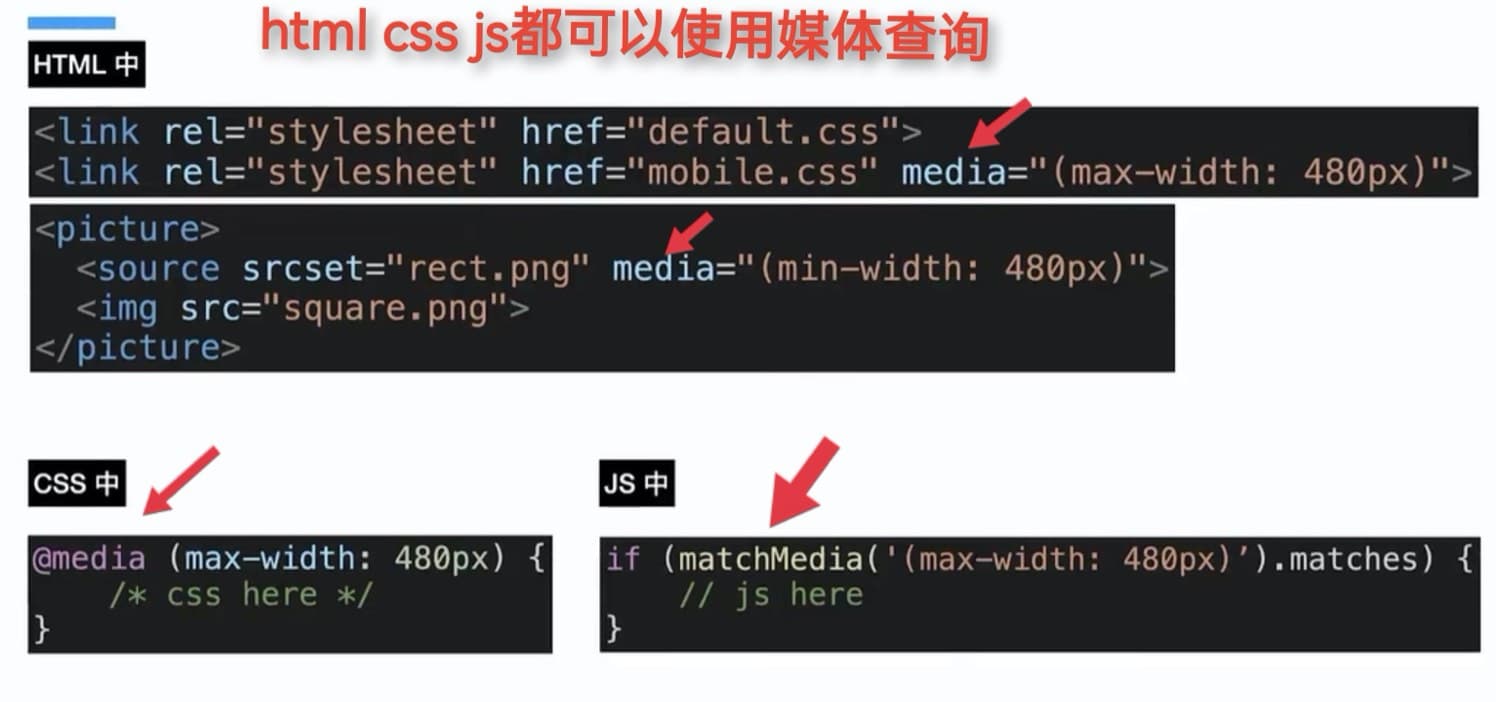 html css js都可以使用媒体查询
HTML 中
<link rel="stylesheet" href="default.css">
<link rel="stylesheet" href="mobile.css" media="(max-width: 480px)">
<picture>
  <source srcset="rect.png" media="(min-width: 480px)">
  <img src="square.png">
</picture>
CSS 中
@media (max-width: 480px) {
    /* css here */
}
JS 中
if (matchMedia('(max-width: 480px)’).matches) {
    // js here
}